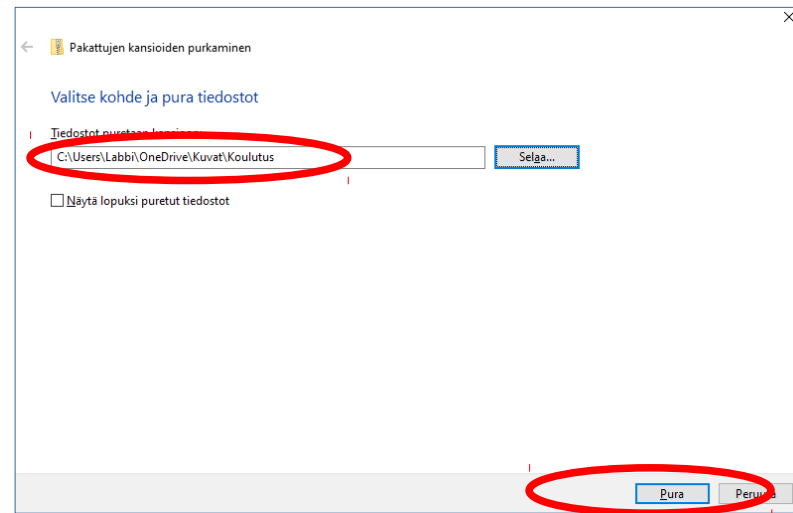 Pakattujen kansioiden purkaminen
Valitse kohde ja pura tiedostot
Tiedostot puretaan kansioon:
C:\Users\Labbi\OneDrive\Kuvat\Koulutus
Selaa...
Näytä lopuksi puretut tiedostot
Pura
Peruuta